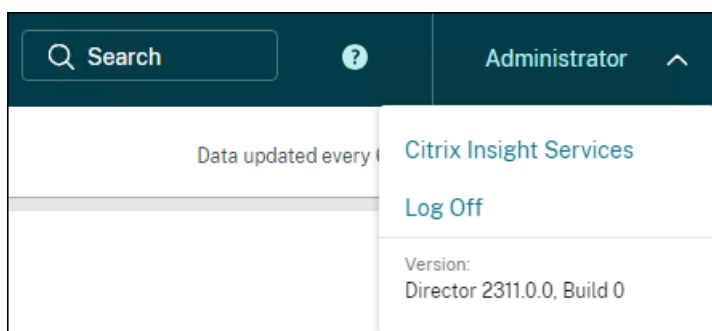 Search
?
Administrator
Data updated every
Citrix Insight Services
Log Off
Version:
Director 2311.0.0, Build 0